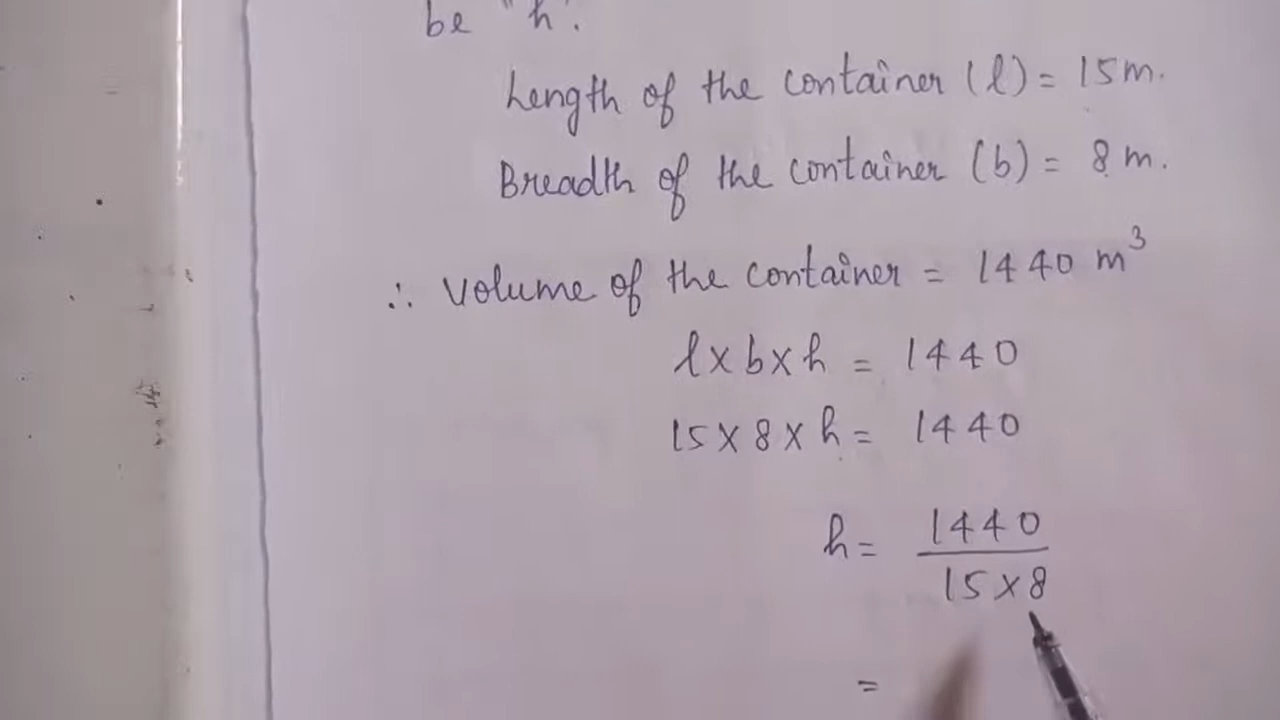 be "h".
Length of the container (l) = 15m.
Breadth of the container (b) = 8 m.
∴ Volume of the container = 1440 m³
l × b × h = 1440
15 × 8 × h = 1440
h = 1440
15 × 8
=